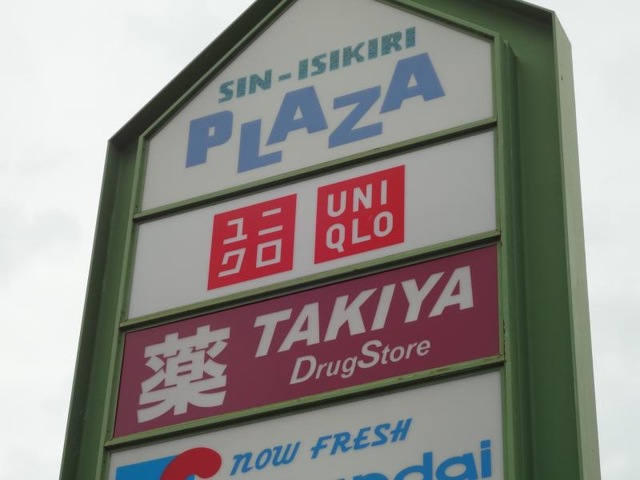 SIN-ISIKIRI
PLAZA
ユニ
クロ
UNI
QLO
薬 TAKIYA
DrugStore
NOW FRESH